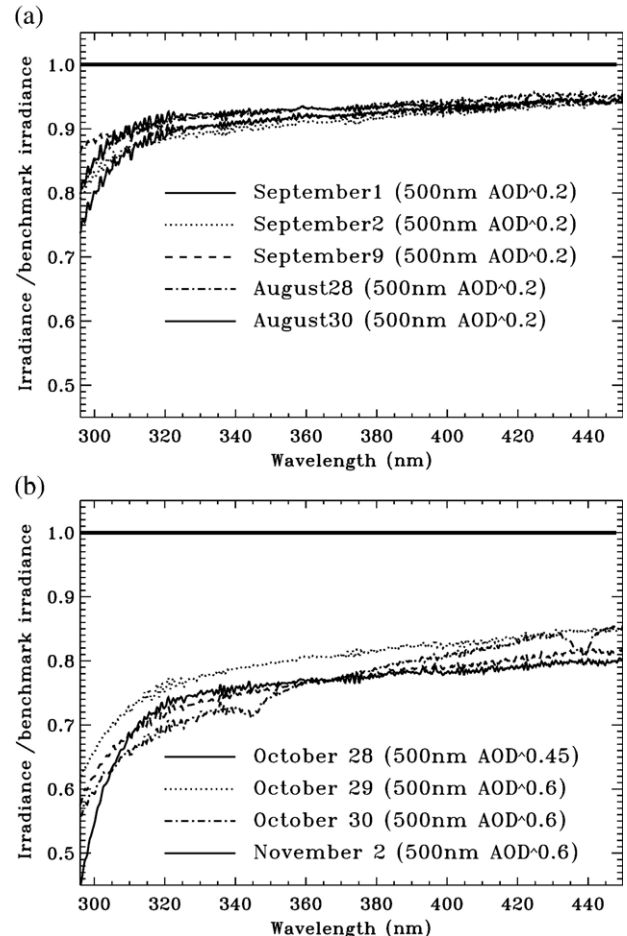 (a)
Irradiance /benchmark irradiance
1.0
0.9
0.8
0.7
0.6
0.5
September1 (500nm AOD^0.2)
September2 (500nm AOD^0.2)
September9 (500nm AOD^0.2)
August28 (500nm AOD^0.2)
August30 (500nm AOD^0.2)
300 320 340 360 380 400 420 440
Wavelength (nm)
(b)
Irradiance /benchmark irradiance
1.0
0.9
0.8
0.7
0.6
0.5
October 28 (500nm AOD^0.45)
October 29 (500nm AOD^0.6)
October 30 (500nm AOD^0.6)
November 2 (500nm AOD^0.6)
300 320 340 360 380 400 420 440
Wavelength (nm)